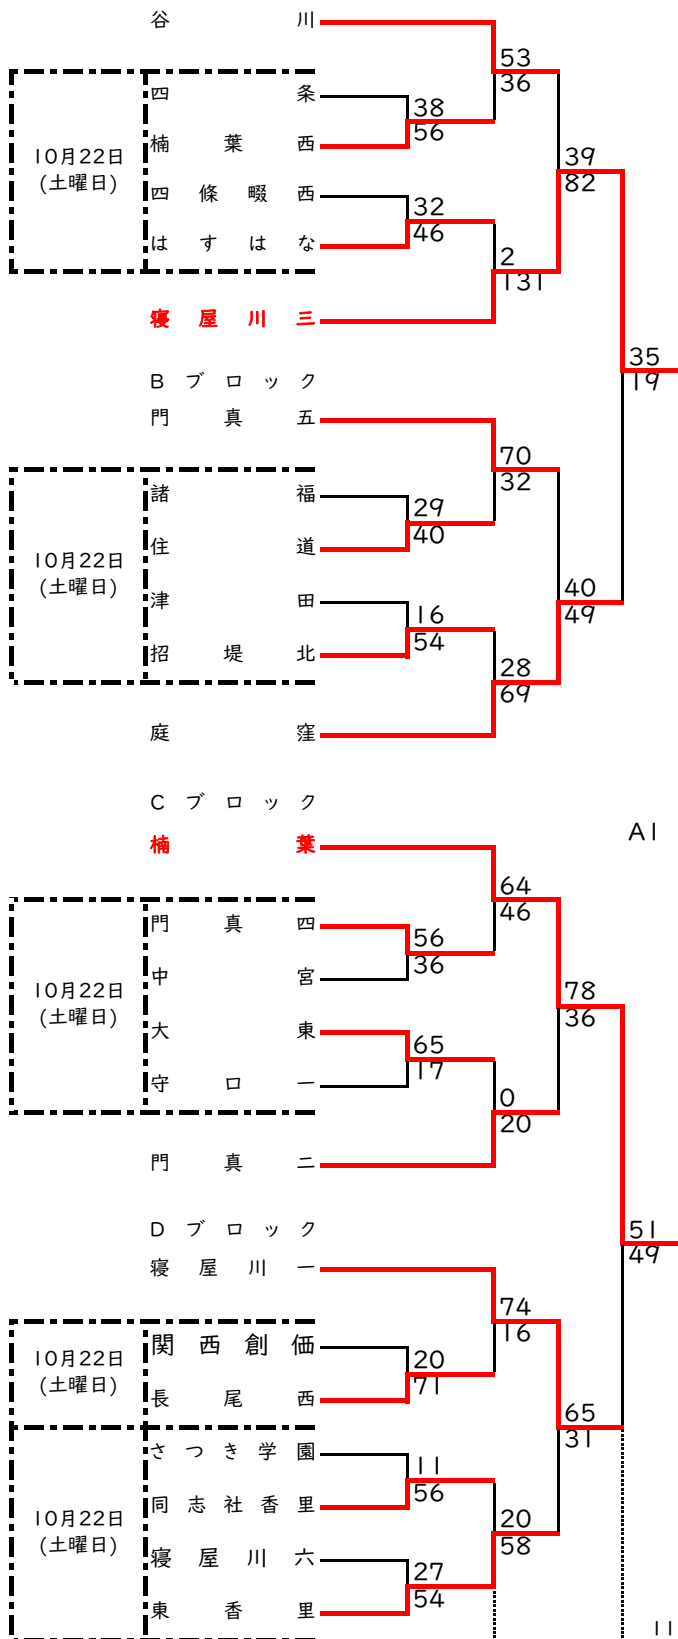 谷川
53
36
四条
38
10月22日
(土曜日)
楠葉西
56
39
82
四條畷西
32
はすはな
46
2
131
寝屋川三
35
19
Bブロック
門真五
70
32
諸福
29
10月22日
(土曜日)
住道
40
津田
16
40
49
招堤北
54
28
69
庭窪
Cブロック
A1
楠葉
64
46
門真四
56
10月22日
(土曜日)
中宮
36
78
36
大東
65
守口一
17
0
20
門真二
Dブロック
51
49
寝屋川一
74
16
関西創価
20
10月22日
(土曜日)
長尾西
71
65
31
さつき学園
11
同志社香里
56
10月22日
(土曜日)
20
58
寝屋川六
27
東香里
54
11